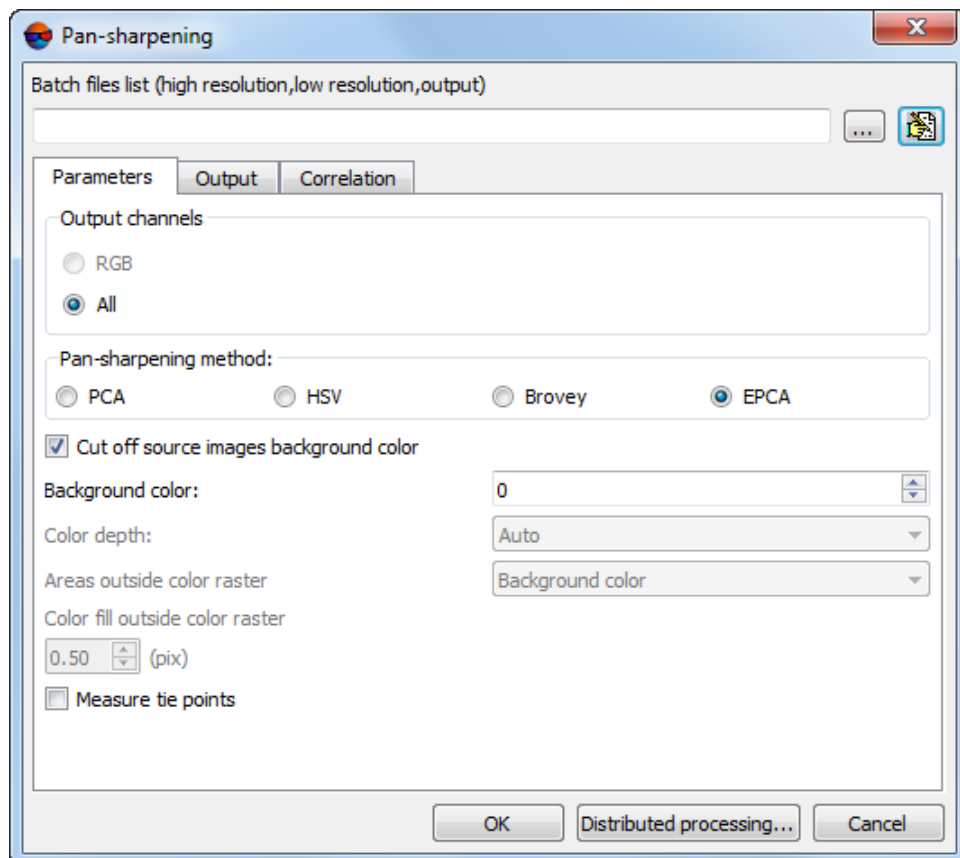 Pan-sharpening
Batch files list (high resolution,low resolution,output)
...
Parameters Output Correlation
Output channels
RGB
All
Pan-sharpening method:
PCA HSV Brovey EPCA
Cut off source images background color
Background color: 0
Color depth: Auto
Areas outside color raster Background color
Color fill outside color raster
0.50 (pix)
Measure tie points
OK Distributed processing... Cancel